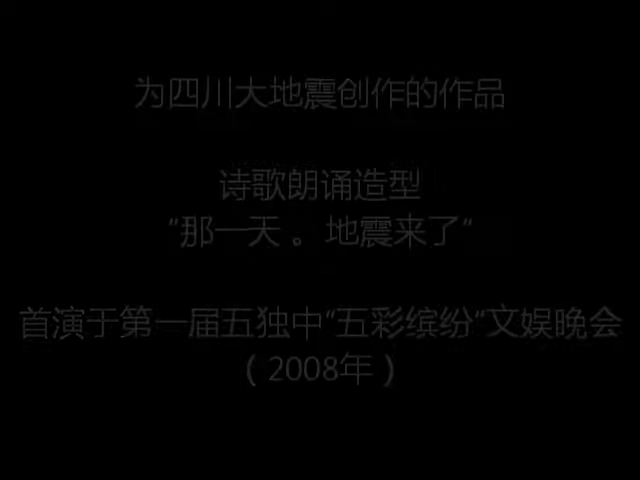 为四川大地震创作的作品
诗歌朗诵造型
“那一天。地震来了“
首演于第一届五独中“五彩缤纷“文娱晚会
（2008年）